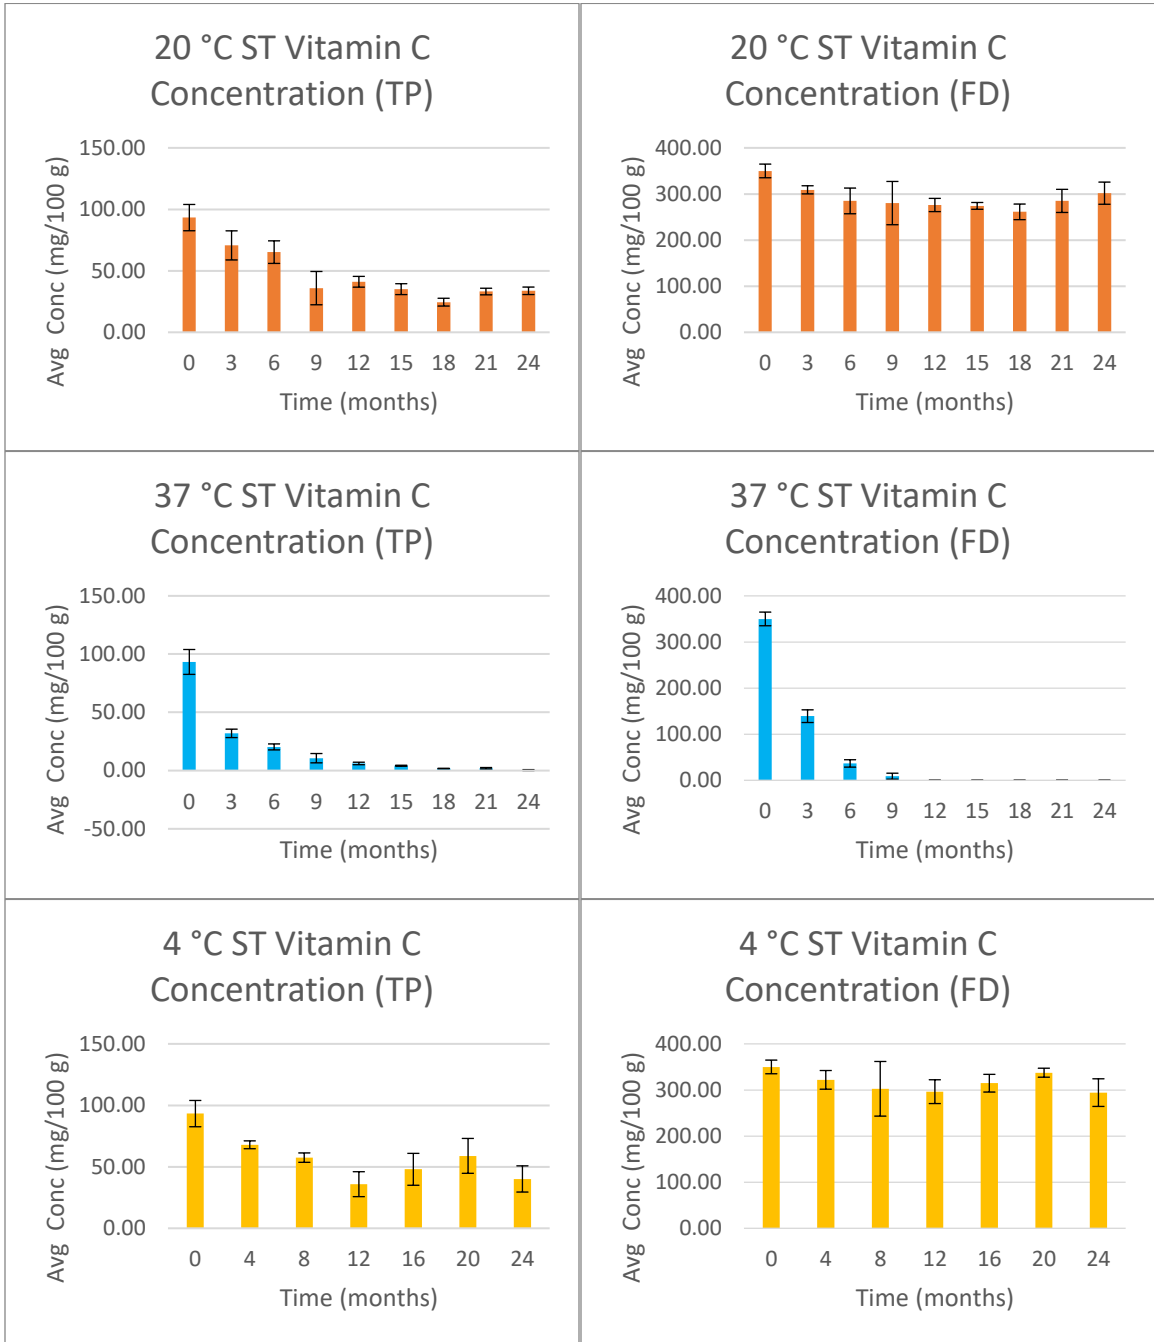 20 °C ST Vitamin C
Concentration (TP)
Avg Conc (mg/100 g)
150.00
100.00
50.00
0.00
0 3 6 9 12 15 18 21 24
Time (months)
20 °C ST Vitamin C
Concentration (FD)
Avg Conc (mg/100 g)
400.00
300.00
200.00
100.00
0.00
0 3 6 9 12 15 18 21 24
Time (months)
37 °C ST Vitamin C
Concentration (TP)
Avg Conc (mg/100 g)
150.00
100.00
50.00
0.00
-50.00
0 3 6 9 12 15 18 21 24
Time (months)
37 °C ST Vitamin C
Concentration (FD)
Avg Conc (mg/100 g)
400.00
300.00
200.00
100.00
0.00
0 3 6 9 12 15 18 21 24
Time (months)
4 °C ST Vitamin C
Concentration (TP)
Avg Conc (mg/100 g)
150.00
100.00
50.00
0.00
0 4 8 12 16 20 24
Time (months)
4 °C ST Vitamin C
Concentration (FD)
Avg Conc (mg/100 g)
400.00
300.00
200.00
100.00
0.00
0 4 8 12 16 20 24
Time (months)